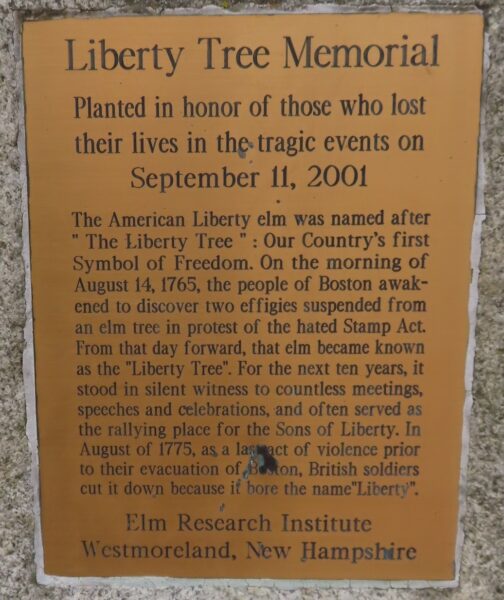 Liberty Tree Memorial
Planted in honor of those who lost
their lives in the tragic events on
September 11, 2001
The American Liberty elm was named after
" The Liberty Tree " : Our Country's first
Symbol of Freedom. On the morning of
August 14, 1765, the people of Boston awak-
ened to discover two effigies suspended from
an elm tree in protest of the hated Stamp Act.
From that day forward, that elm became known
as the "Liberty Tree". For the next ten years, it
stood in silent witness to countless meetings,
speeches and celebrations, and often served as
the rallying place for the Sons of Liberty. In
August of 1775, as a last act of violence prior
to their evacuation of Boston, British soldiers
cut it down because it bore the name"Liberty".
Elm Research Institute
Westmoreland, New Hampshire